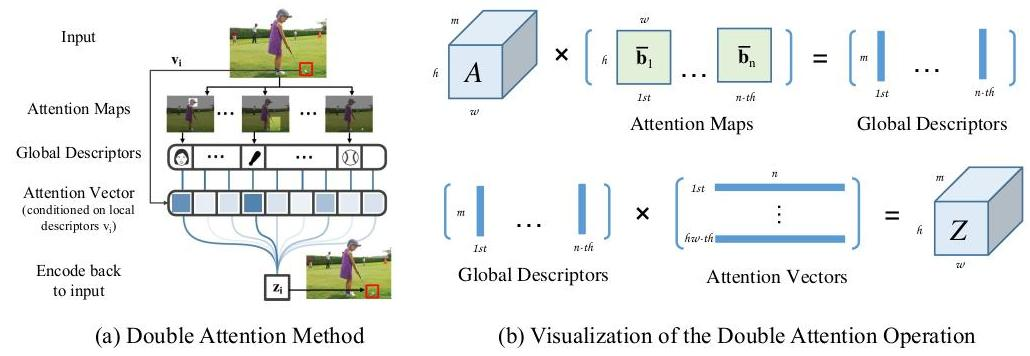 Input
v_i
Attention Maps
...
...
Global Descriptors
...
...
Attention Vector
(conditioned on local
descriptors v_i)
Encode back
to input
z_i
(a) Double Attention Method
m
h
A
w
×
w
h
b̄_1
...
b̄_n
1st
n-th
Attention Maps
=
m
...
1st
n-th
Global Descriptors
m
...
1st
n-th
Global Descriptors
×
n
1st
⋮
hw-th
Attention Vectors
=
m
h
Z
w
(b) Visualization of the Double Attention Operation